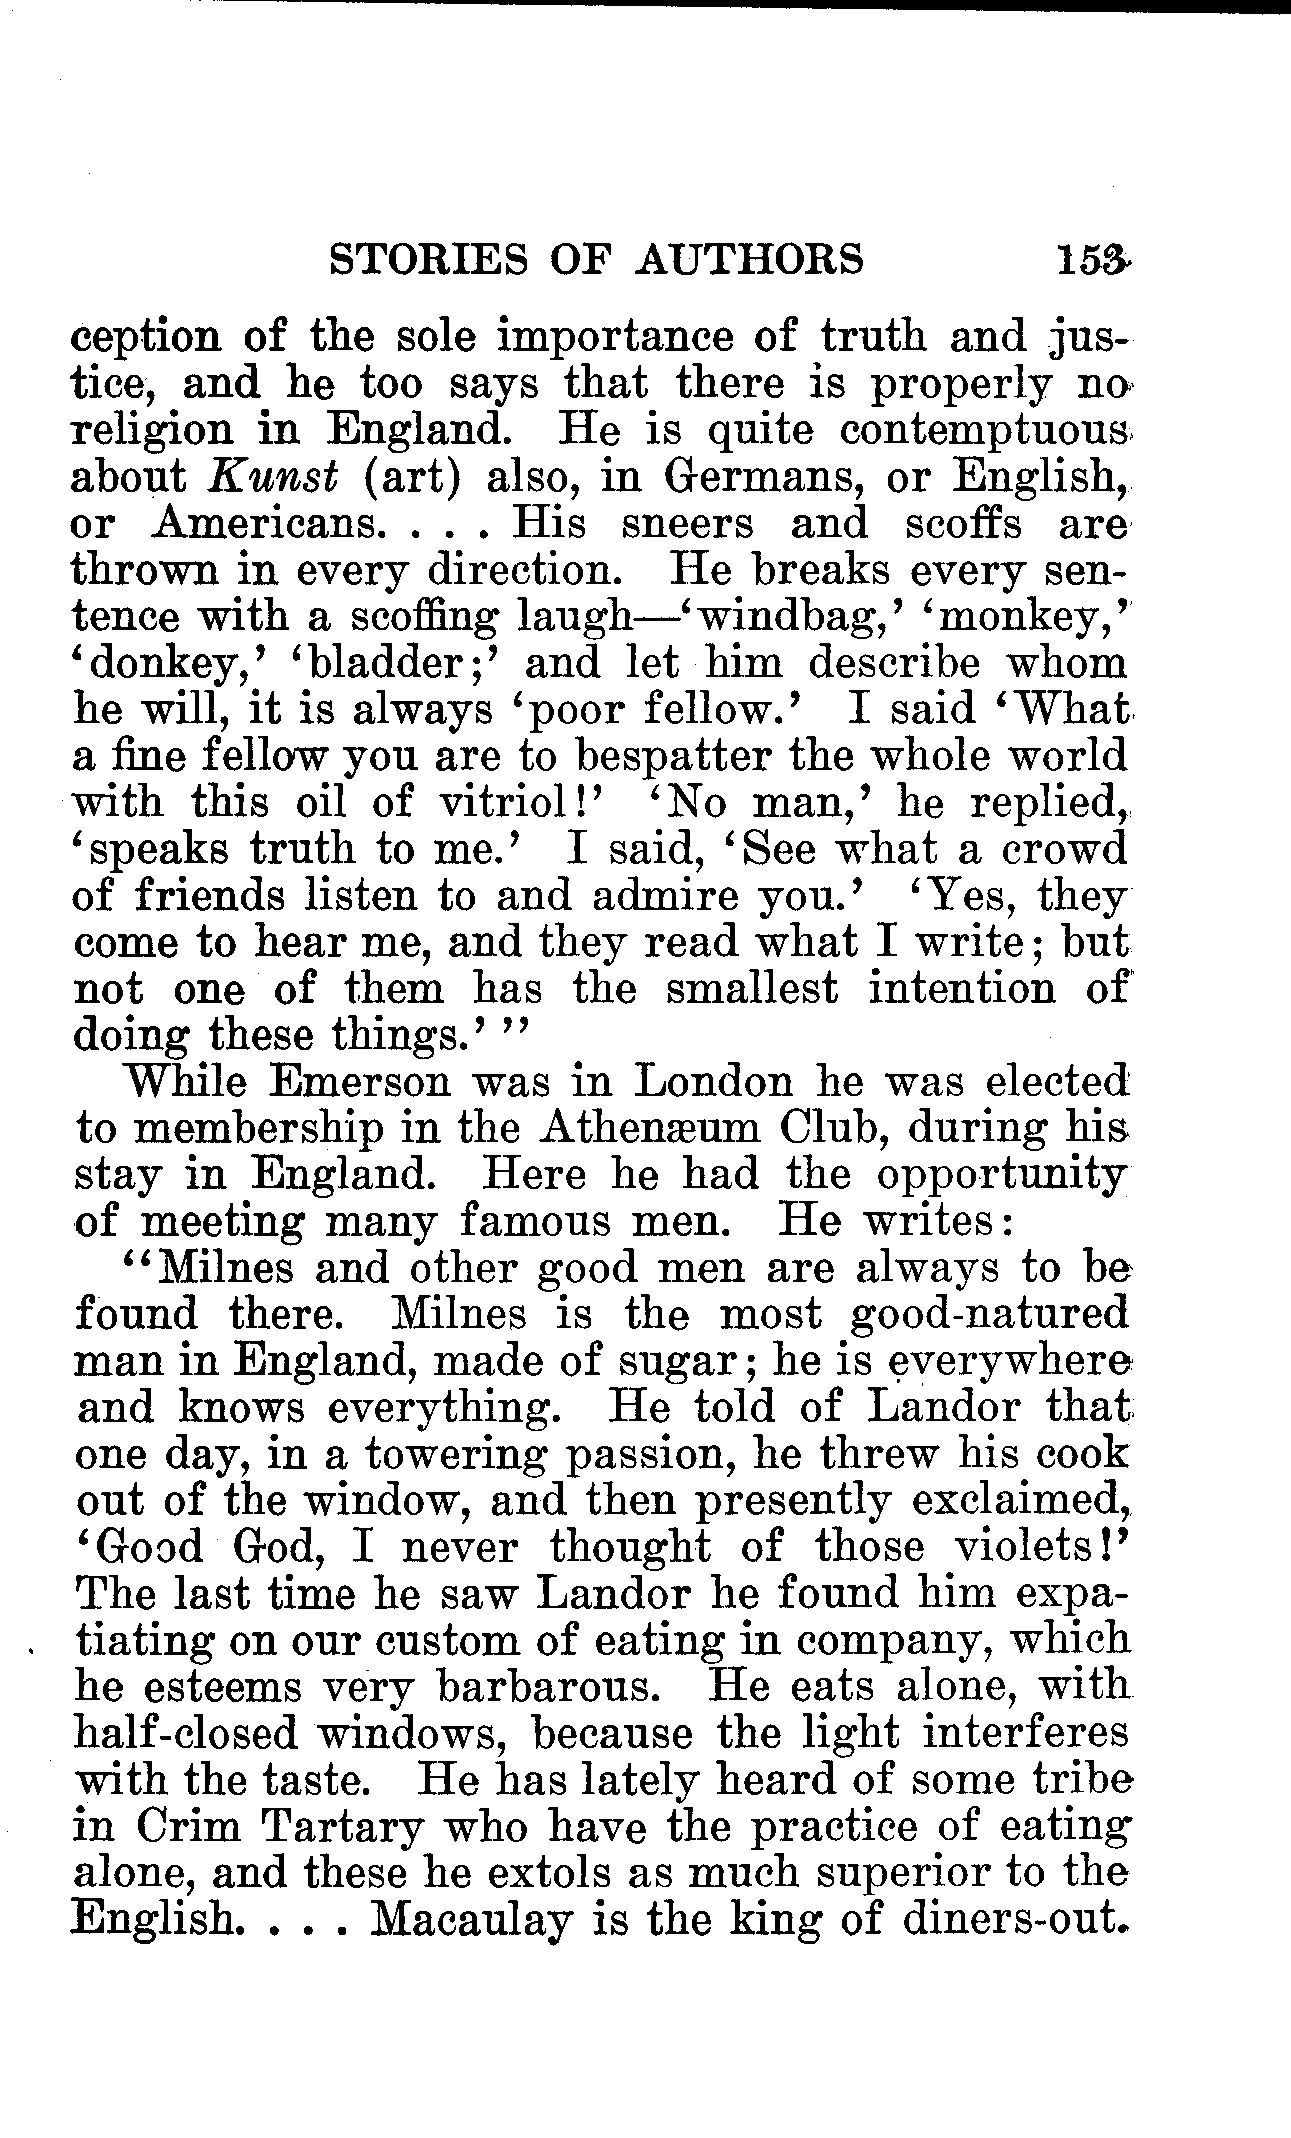 STORIES OF AUTHORS 153
ception of the sole importance of truth and jus-
tice, and he too says that there is properly no
religion in England. He is quite contemptuous
about Kunst (art) also, in Germans, or English,
or Americans. . . . His sneers and scoffs are
thrown in every direction. He breaks every sen-
tence with a scoffing laugh—‘windbag,’ ‘monkey,’
‘donkey,’ ‘bladder;’ and let him describe whom
he will, it is always ‘poor fellow.’ I said ‘What
a fine fellow you are to bespatter the whole world
with this oil of vitriol!’ ‘No man,’ he replied,
‘speaks truth to me.’ I said, ‘See what a crowd
of friends listen to and admire you.’ ‘Yes, they
come to hear me, and they read what I write; but
not one of them has the smallest intention of
doing these things.’ ”
While Emerson was in London he was elected
to membership in the Athenæum Club, during his
stay in England. Here he had the opportunity
of meeting many famous men. He writes:
“Milnes and other good men are always to be
found there. Milnes is the most good-natured
man in England, made of sugar; he is everywhere
and knows everything. He told of Landor that
one day, in a towering passion, he threw his cook
out of the window, and then presently exclaimed,
‘Good God, I never thought of those violets!’
The last time he saw Landor he found him expa-
tiating on our custom of eating in company, which
he esteems very barbarous. He eats alone, with
half-closed windows, because the light interferes
with the taste. He has lately heard of some tribe
in Crim Tartary who have the practice of eating
alone, and these he extols as much superior to the
English. . . . Macaulay is the king of diners-out.